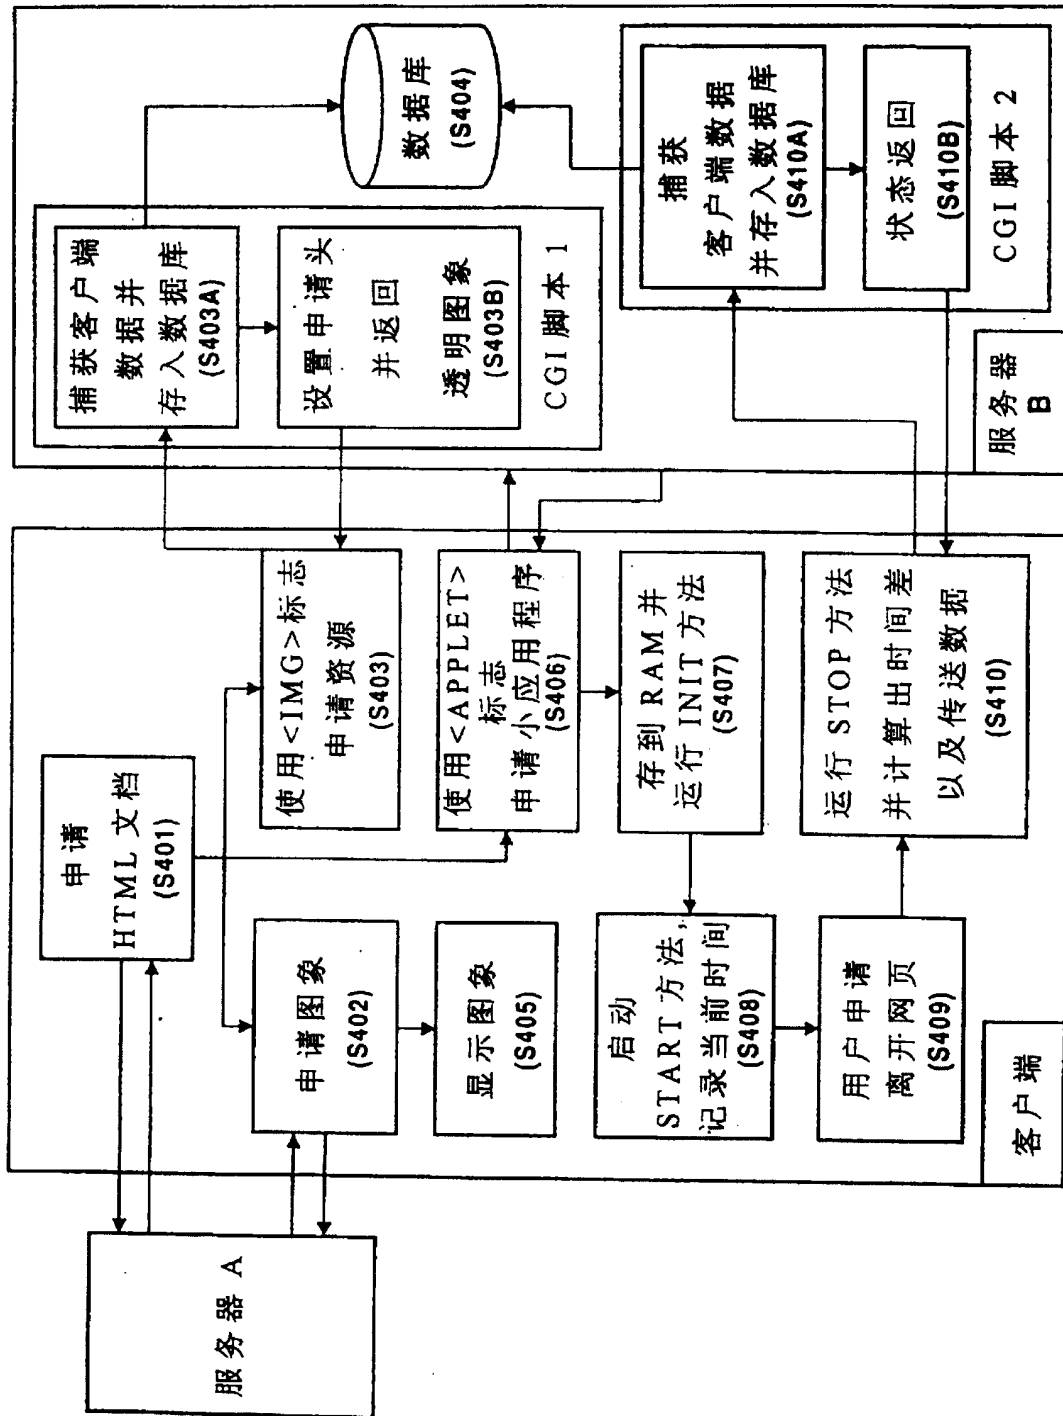 服务器 A
申请
HTML 文档
(S401)
申请图象
(S402)
显示图象
(S405)
使用<IMG>标志
申请资源
(S403)
使用<APPLET>
标志
申请小应用程序
(S406)
存到 RAM 并
运行 INIT 方法
(S407)
启动
START 方法,
记录当前时间
(S408)
用户申请
离开网页
(S409)
运行 STOP 方法
并计算出时间差
以及传送数据
(S410)
客户端
捕获客户端
数据并
存入数据库
(S403A)
设置申请头
并返回
透明图象
(S403B)
CGI 脚本 1
数据库
(S404)
捕获
客户端数据
并存入数据库
(S410A)
状态返回
(S410B)
CGI 脚本 2
服务器
B